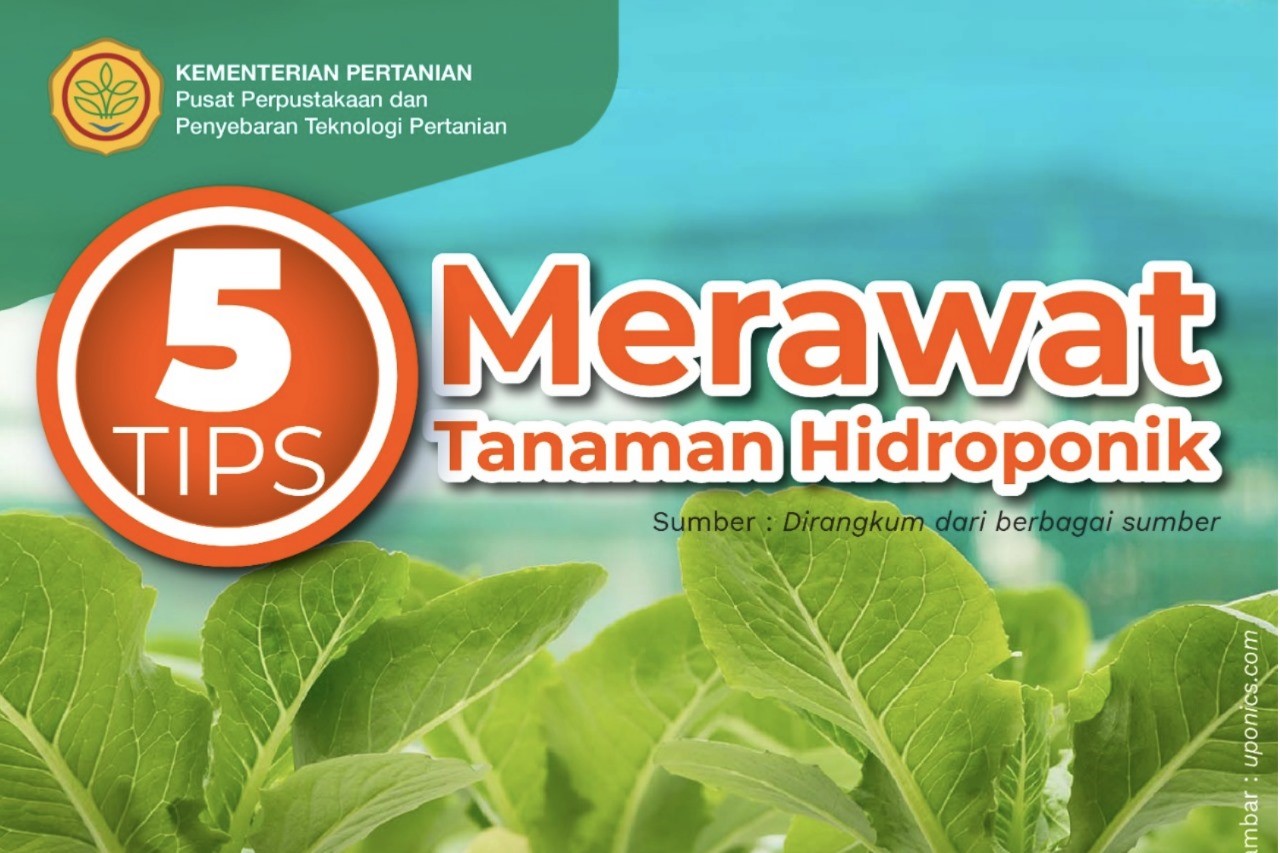 KEMENTERIAN PERTANIAN
Pusat Perpustakaan dan
Penyebaran Teknologi Pertanian
5
TIPS
Merawat
Tanaman Hidroponik
Sumber : Dirangkum dari berbagai sumber
: uponics.com